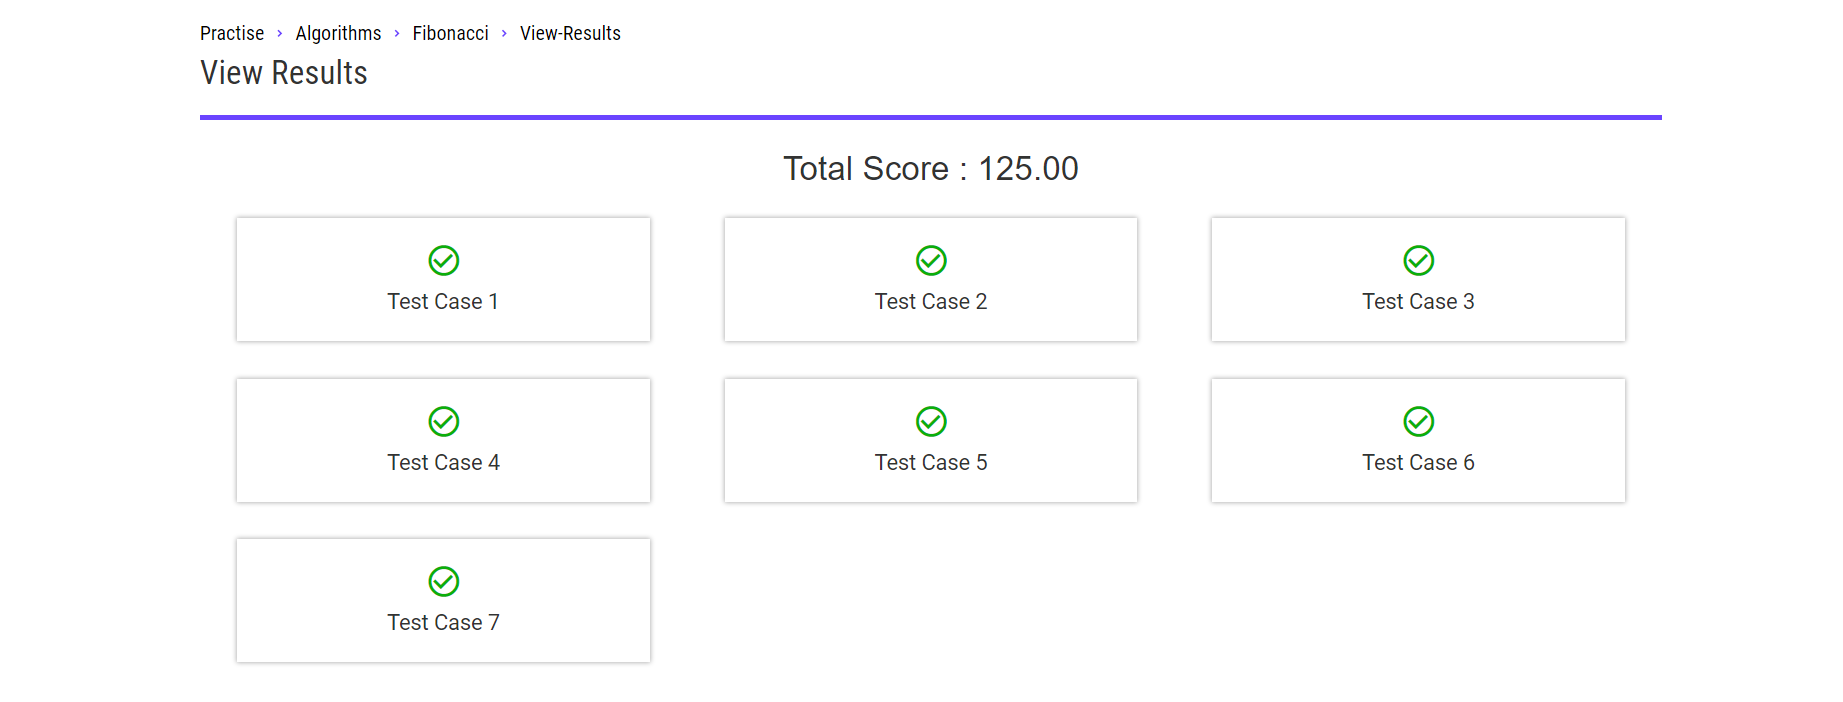 Practise › Algorithms › Fibonacci › View-Results
View Results
Total Score : 125.00
Test Case 1
Test Case 2
Test Case 3
Test Case 4
Test Case 5
Test Case 6
Test Case 7